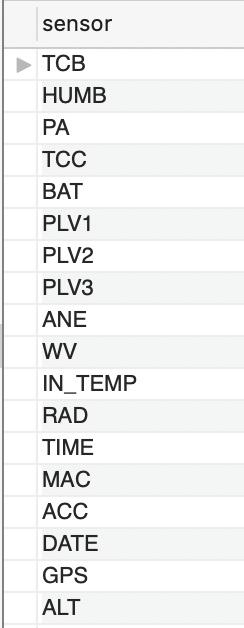 sensor
TCB
HUMB
PA
TCC
BAT
PLV1
PLV2
PLV3
ANE
WV
IN_TEMP
RAD
TIME
MAC
ACC
DATE
GPS
ALT